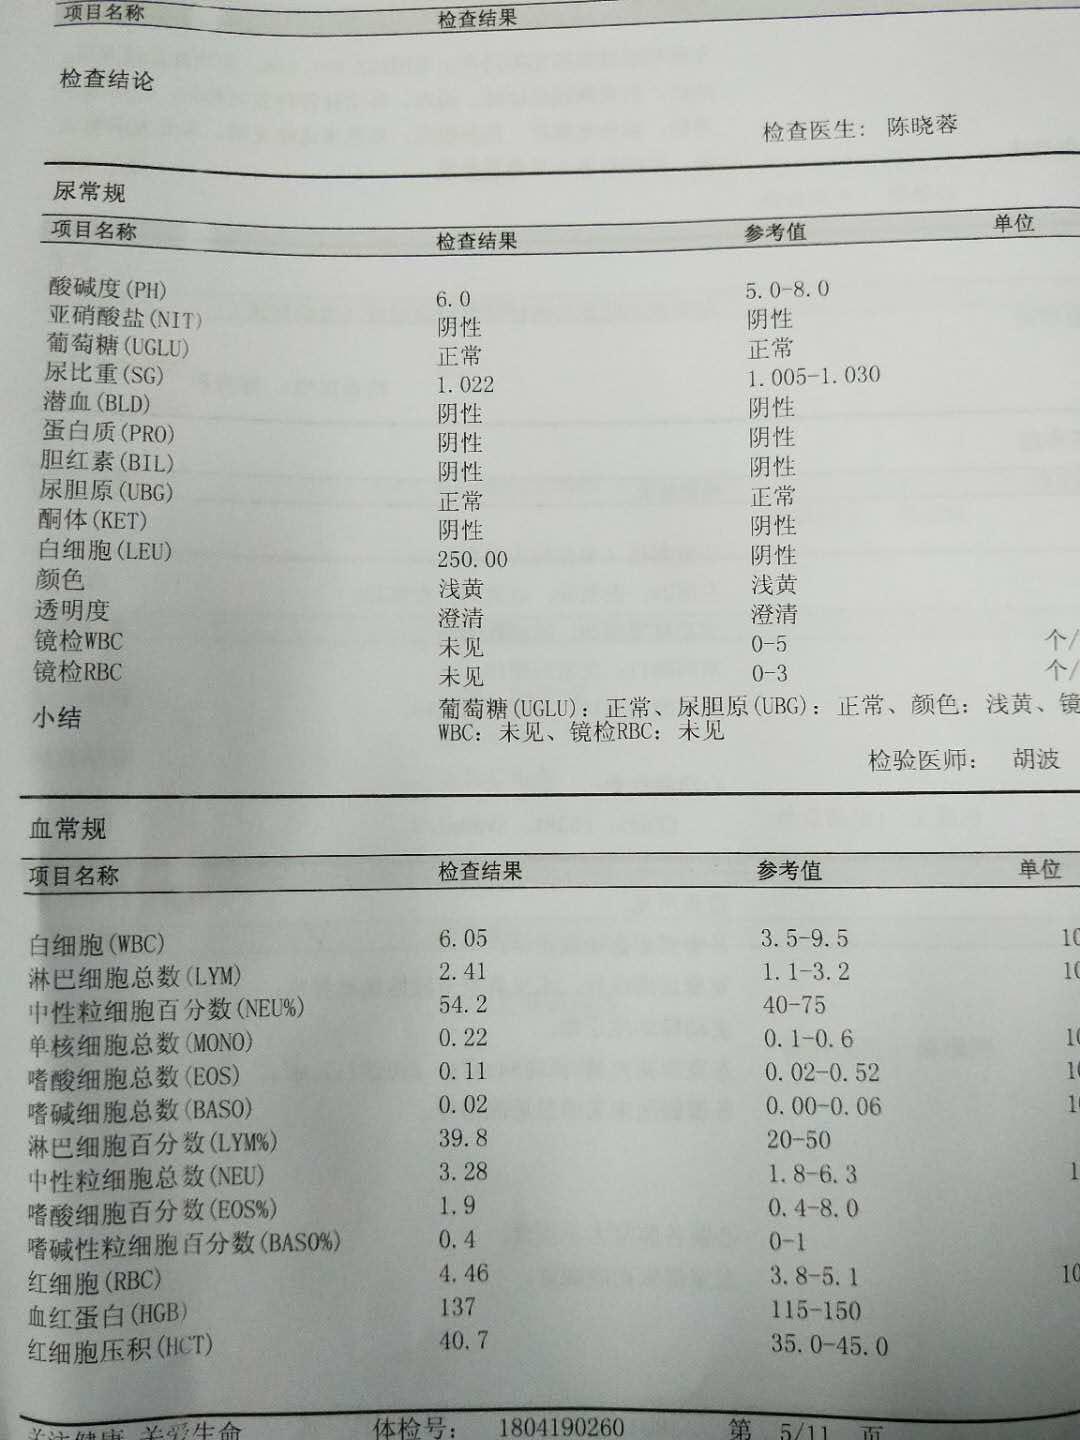 项目名称 检查结果
检查结论
检查医生: 陈晓蓉
尿常规
项目名称 检查结果 参考值 单位
酸碱度(PH) 6.0 5.0-8.0
亚硝酸盐(NIT) 阴性 阴性
葡萄糖(UGLU) 正常 正常
尿比重(SG) 1.022 1.005-1.030
潜血(BLD) 阴性 阴性
蛋白质(PRO) 阴性 阴性
胆红素(BIL) 阴性 阴性
尿胆原(UBG) 正常 正常
酮体(KET) 阴性 阴性
白细胞(LEU) 250.00 阴性
颜色 浅黄 浅黄
透明度 澄清 澄清
镜检WBC 未见 0-5 个/
镜检RBC 未见 0-3 个/
小结 葡萄糖(UGLU): 正常、尿胆原(UBG): 正常、颜色: 浅黄、镜
WBC: 未见、镜检RBC: 未见
检验医师: 胡波
血常规
项目名称 检查结果 参考值 单位
白细胞(WBC) 6.05 3.5-9.5 10
淋巴细胞总数(LYM) 2.41 1.1-3.2 10
中性粒细胞百分数(NEU%) 54.2 40-75
单核细胞总数(MONO) 0.22 0.1-0.6 10
嗜酸细胞总数(EOS) 0.11 0.02-0.52 10
嗜碱细胞总数(BASO) 0.02 0.00-0.06 10
淋巴细胞百分数(LYM%) 39.8 20-50
中性粒细胞总数(NEU) 3.28 1.8-6.3 1
嗜酸细胞百分数(EOS%) 1.9 0.4-8.0
嗜碱性粒细胞百分数(BASO%) 0.4 0-1
红细胞(RBC) 4.46 3.8-5.1 10
血红蛋白(HGB) 137 115-150
红细胞压积(HCT) 40.7 35.0-45.0
关注健康 关爱生命 体检号: 1804190260 第 5/11 页